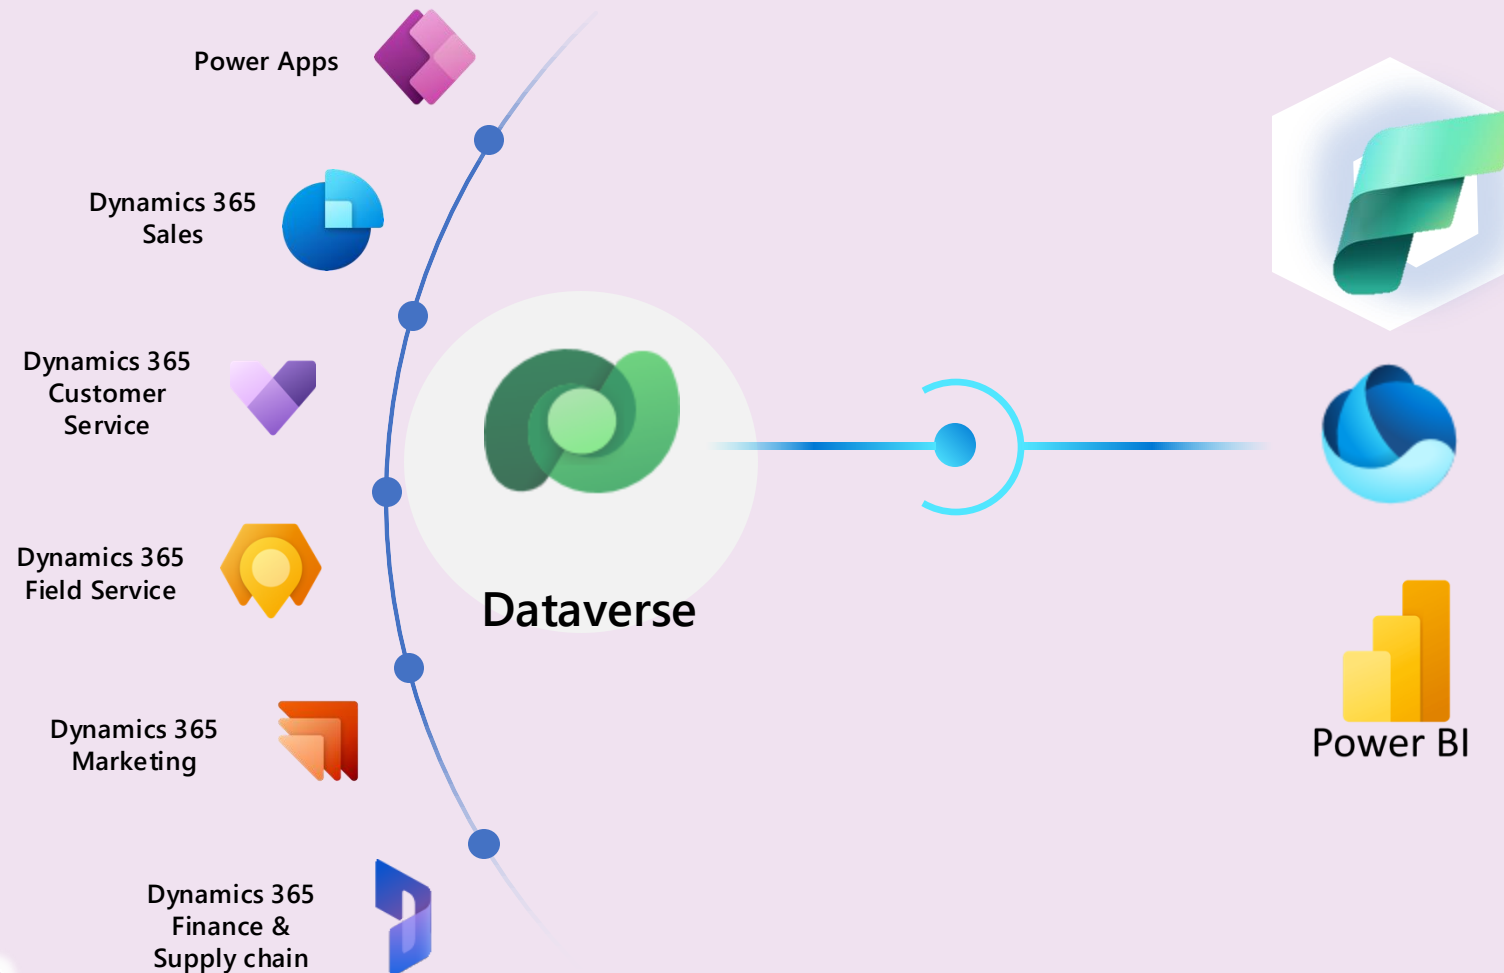 Power Apps
Dynamics 365
Sales
Dynamics 365
Customer
Service
Dynamics 365
Field Service
Dynamics 365
Marketing
Dynamics 365
Finance &
Supply chain
Dataverse
Power BI